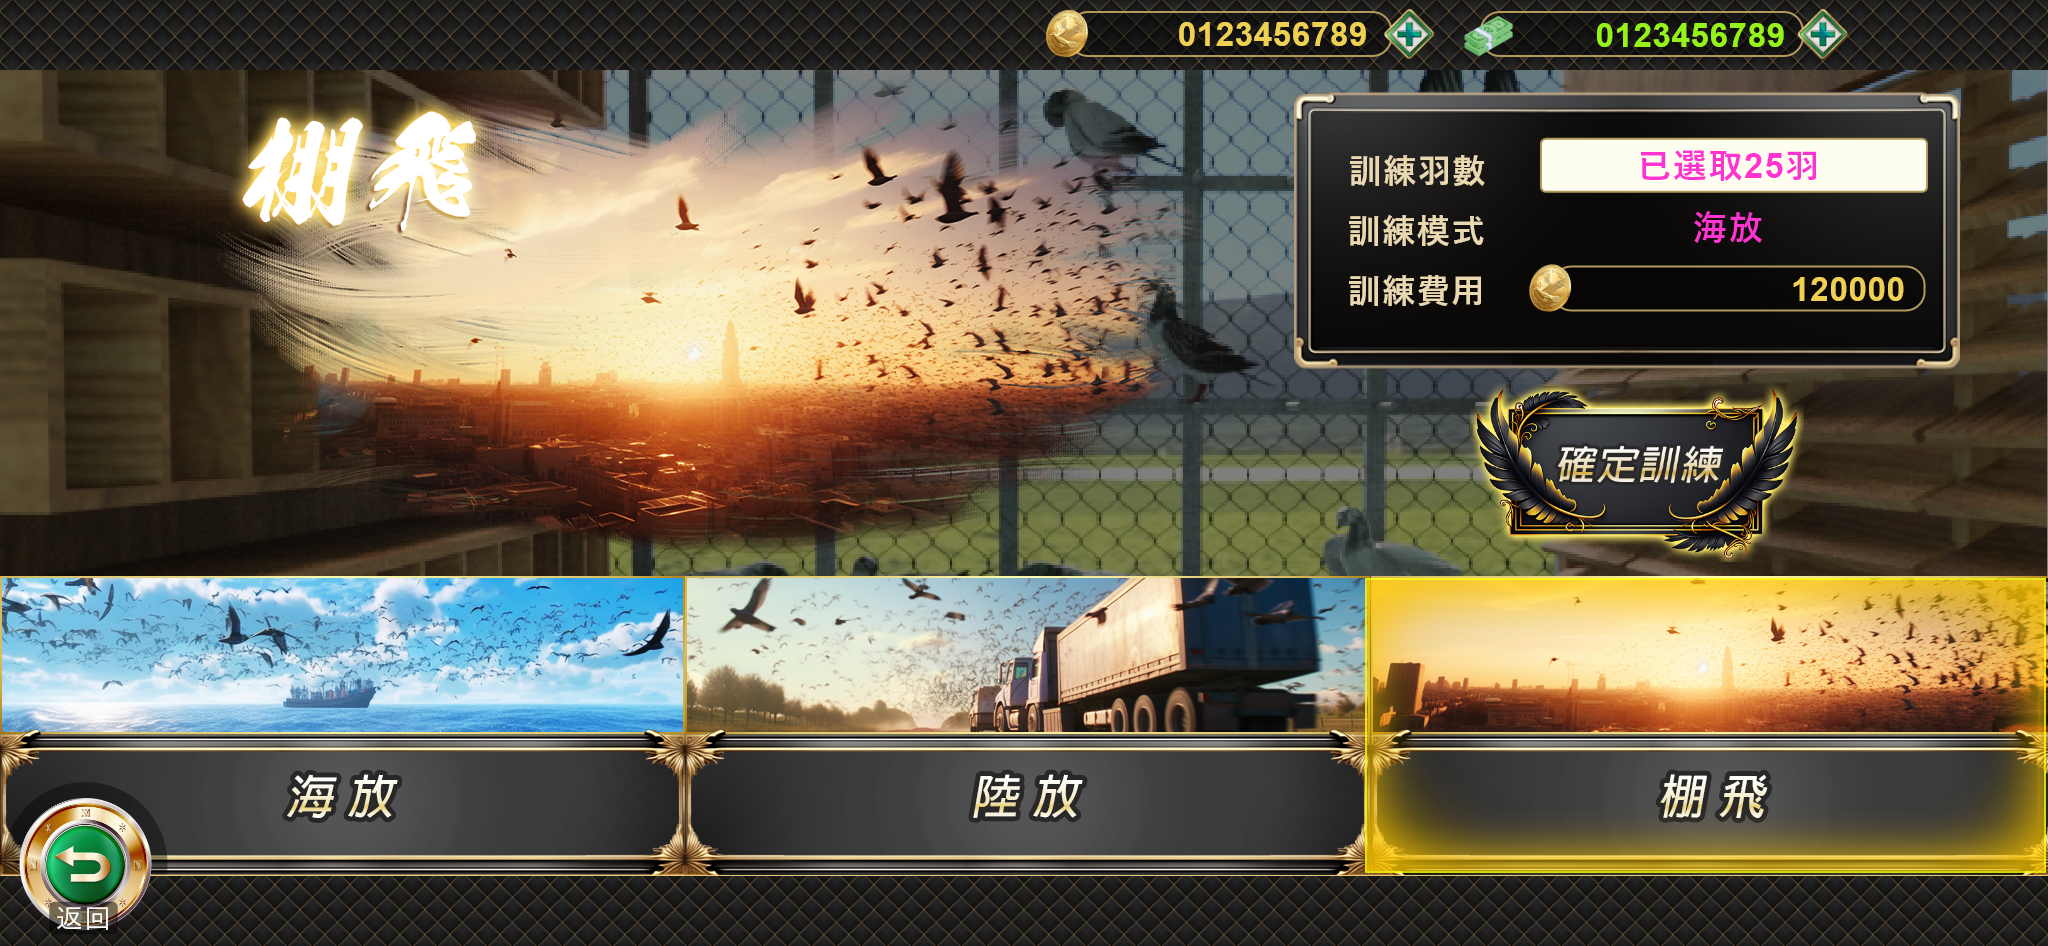 0123456789
0123456789
棚飛
訓練羽數
已選取25羽
訓練模式
海放
訓練費用
120000
確定訓練
海放
陸放
棚飛
返回